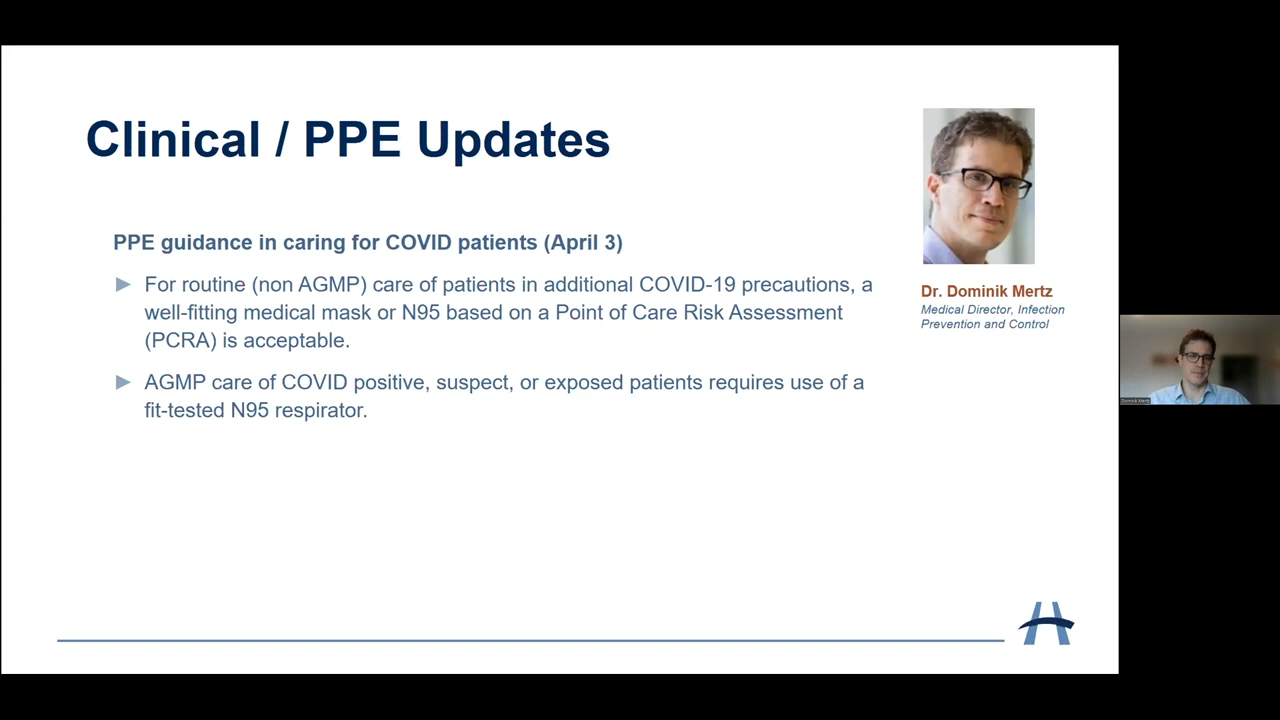 Clinical / PPE Updates
PPE guidance in caring for COVID patients (April 3)
► For routine (non AGMP) care of patients in additional COVID-19 precautions, a
well-fitting medical mask or N95 based on a Point of Care Risk Assessment
(PCRA) is acceptable.
► AGMP care of COVID positive, suspect, or exposed patients requires use of a
fit-tested N95 respirator.
Dr. Dominik Mertz
Medical Director, Infection
Prevention and Control
Dominik Mertz